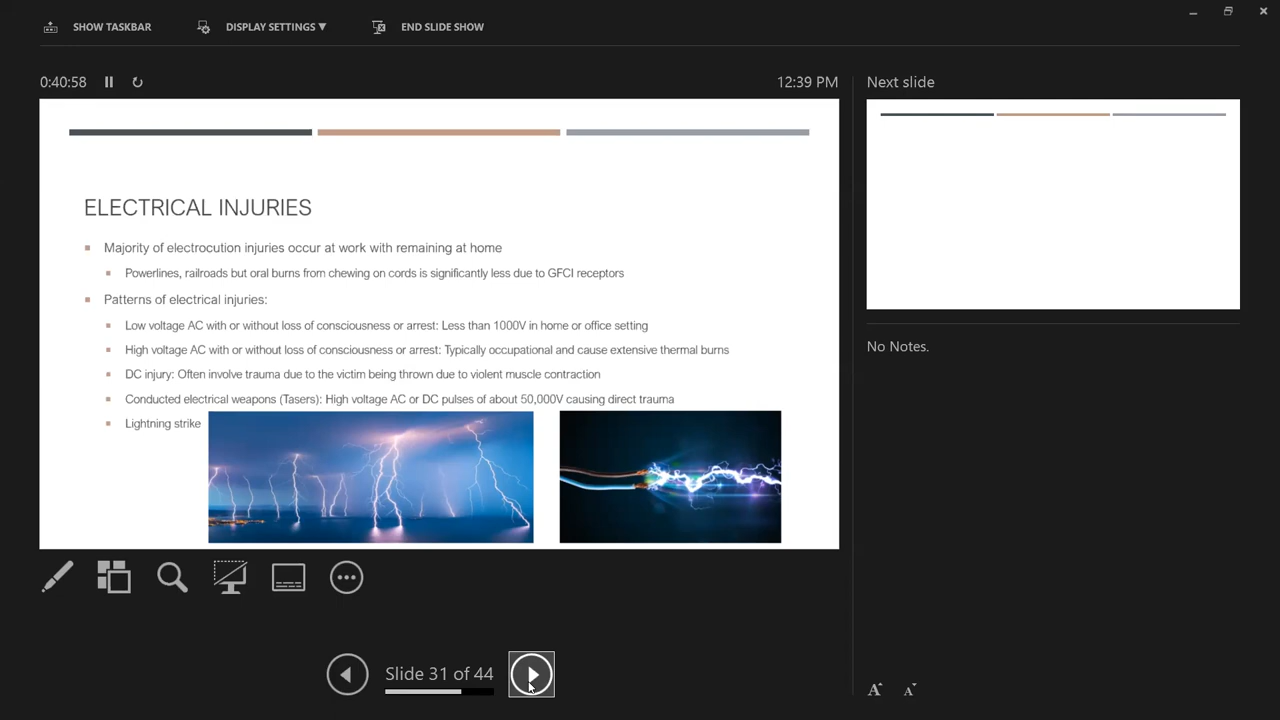 SHOW TASKBAR DISPLAY SETTINGS ▼ END SLIDE SHOW
0:40:58 12:39 PM
Next slide
ELECTRICAL INJURIES
Majority of electrocution injuries occur at work with remaining at home
Powerlines, railroads but oral burns from chewing on cords is significantly less due to GFCI receptors
Patterns of electrical injuries:
Low voltage AC with or without loss of consciousness or arrest: Less than 1000V in home or office setting
High voltage AC with or without loss of consciousness or arrest: Typically occupational and cause extensive thermal burns
DC injury: Often involve trauma due to the victim being thrown due to violent muscle contraction
Conducted electrical weapons (Tasers): High voltage AC or DC pulses of about 50,000V causing direct trauma
Lightning strike
No Notes.
Slide 31 of 44
A A